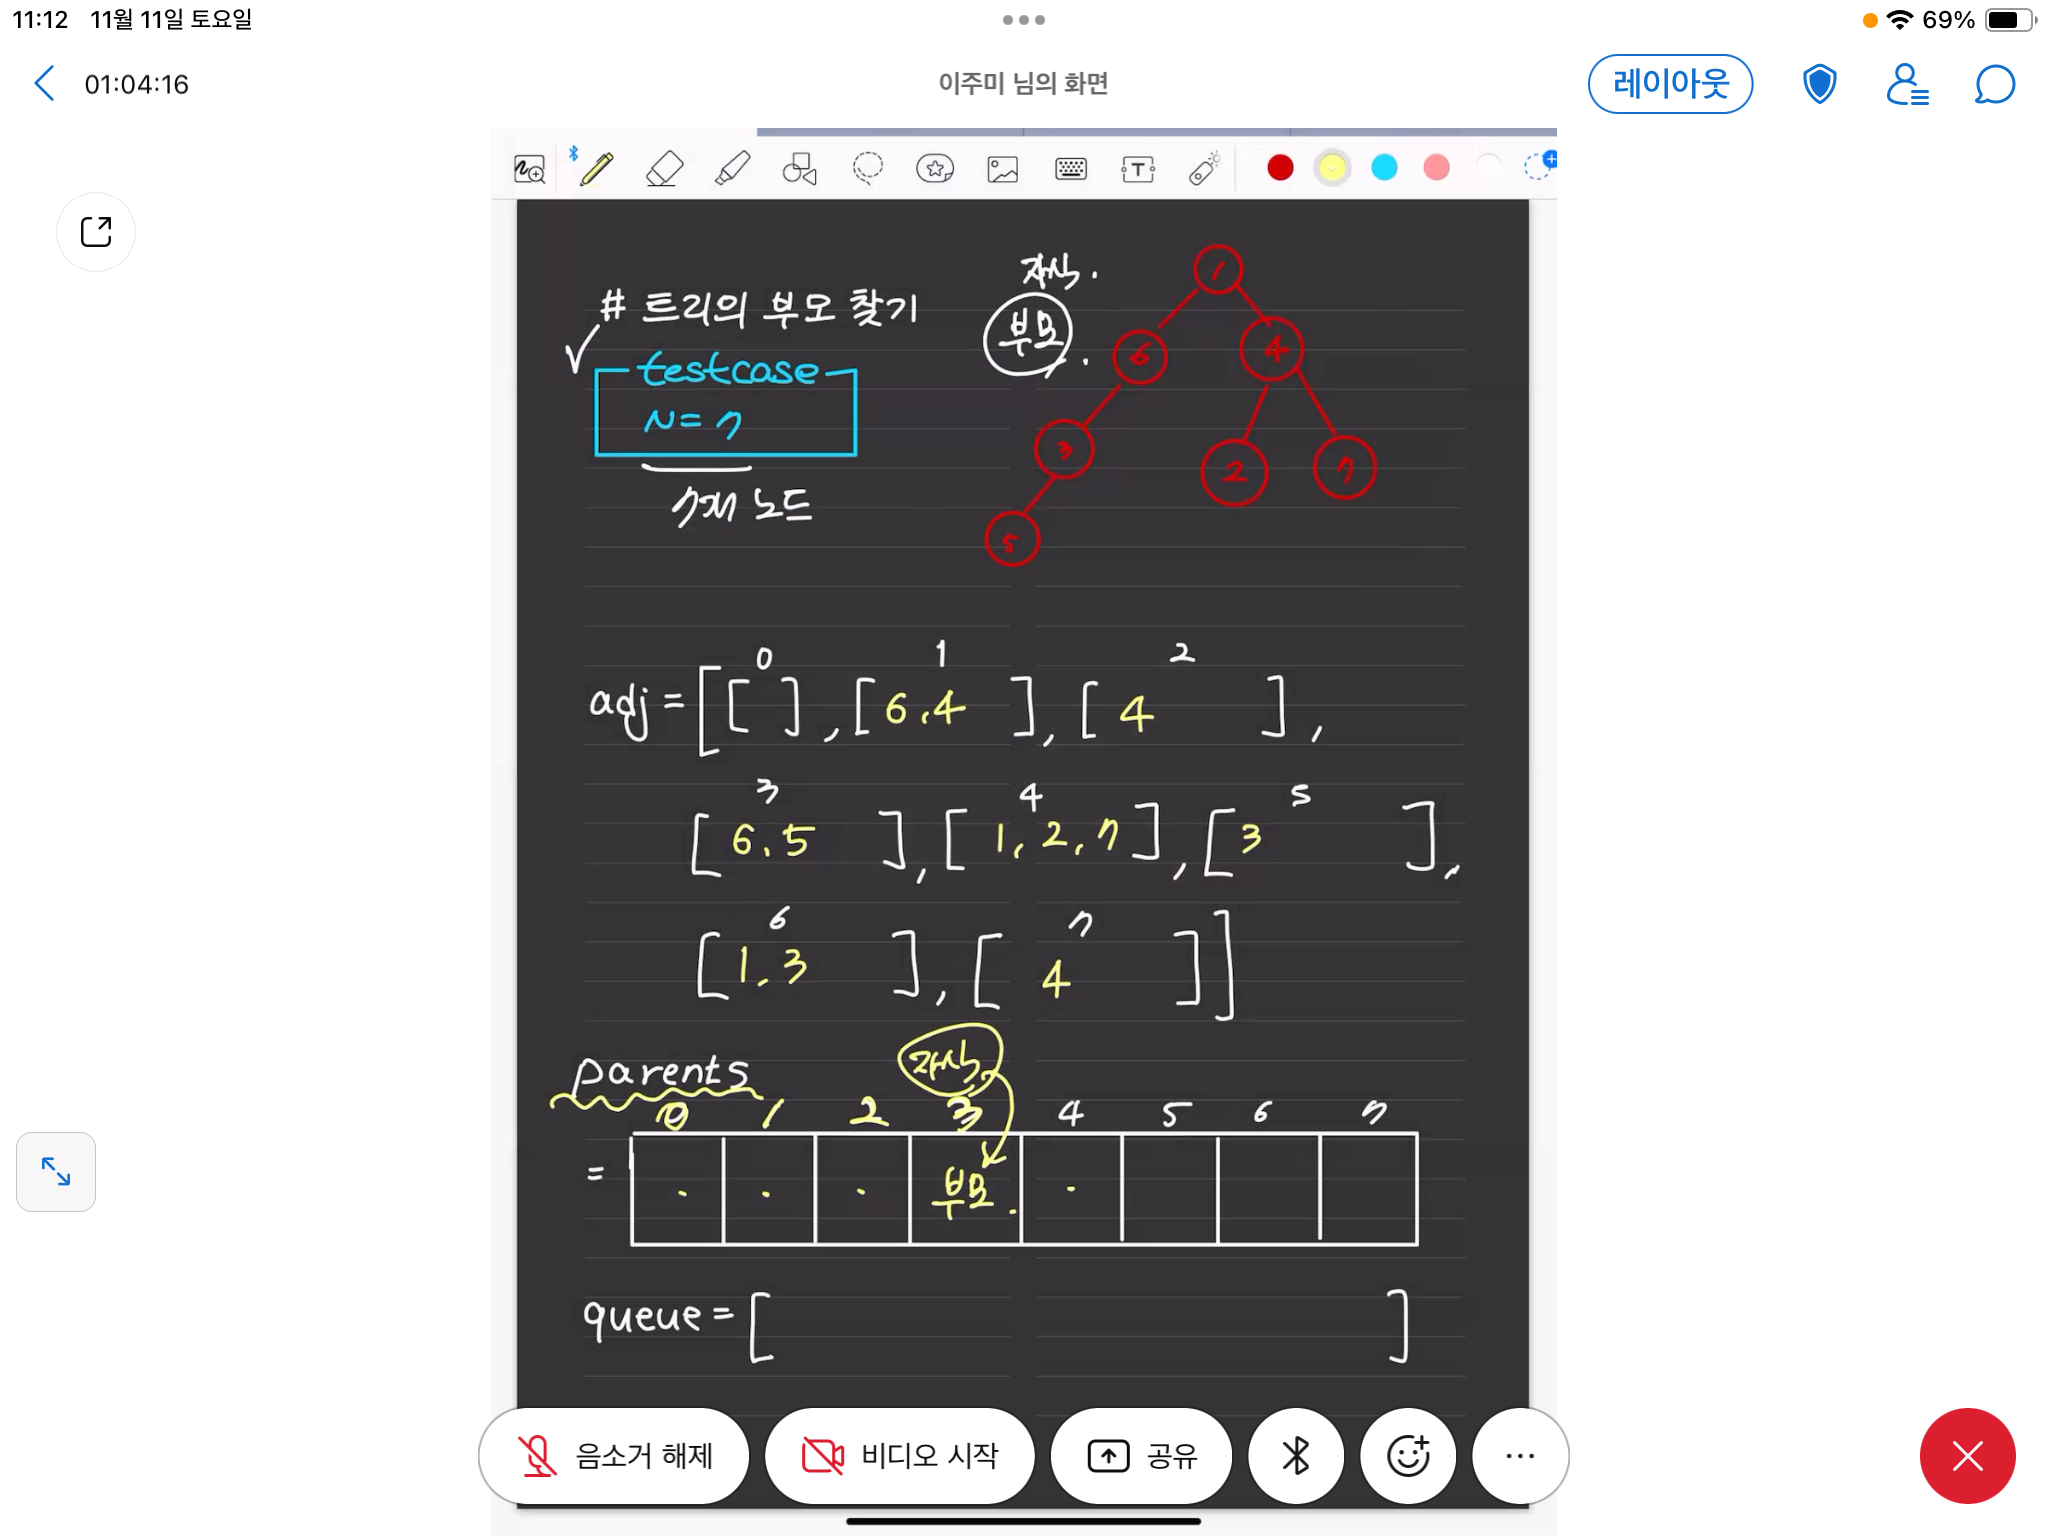 11:12 11월 11일 토요일
69%
01:04:16
이주미 님의 화면
레이아웃
# 트리의 부모 찾기
testcase
N=7
7개 노드
자식.
부모.
1
6 4
3 2 7
5
0 1 2
adj=[[ ],[6,4],[4],
3 4 5
[6,5],[1,2,7],[3],
6 7
[1,3],[4]]
parents
자식
0 1 2 3 4 5 6 7
= . . . 부모. .
queue=[ ]
음소거 해제
비디오 시작
공유